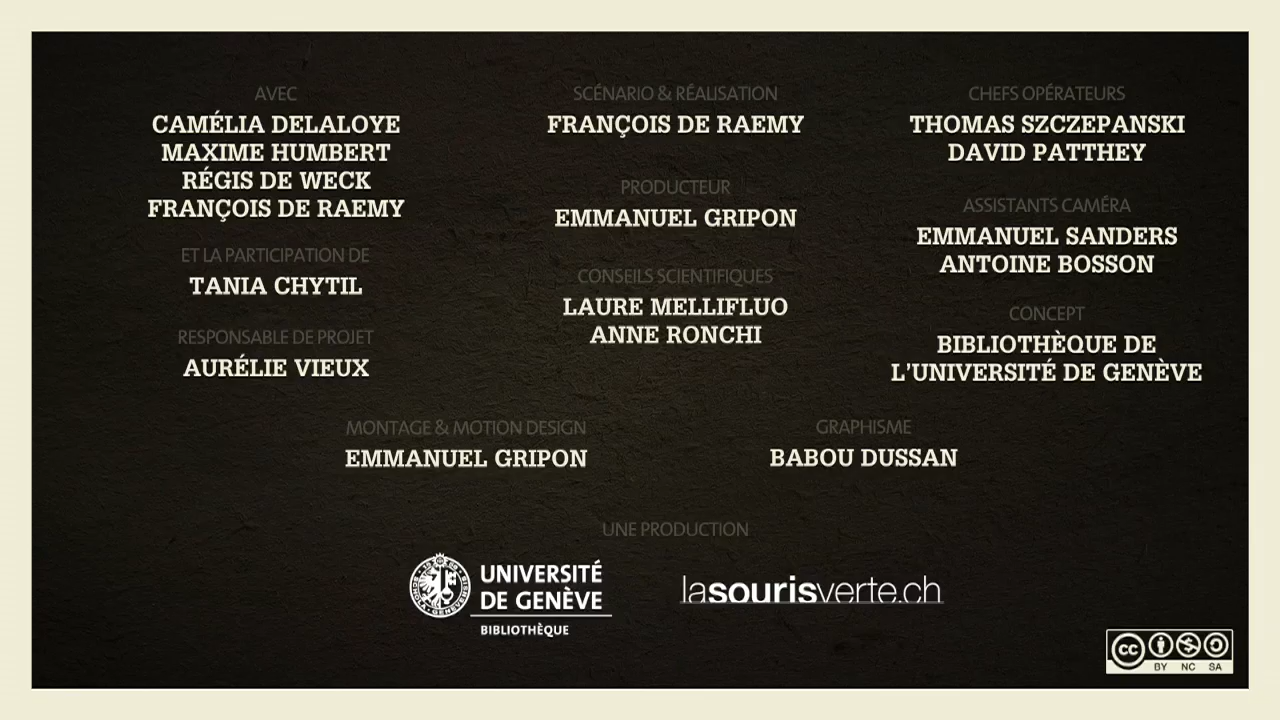 AVEC
CAMÉLIA DELALOYE
MAXIME HUMBERT
RÉGIS DE WECK
FRANÇOIS DE RAEMY
ET LA PARTICIPATION DE
TANIA CHYTIL
RESPONSABLE DE PROJET
AURÉLIE VIEUX
SCÉNARIO & RÉALISATION
FRANÇOIS DE RAEMY
PRODUCTEUR
EMMANUEL GRIPON
CONSEILS SCIENTIFIQUES
LAURE MELLIFLUO
ANNE RONCHI
CHEFS OPÉRATEURS
THOMAS SZCZEPANSKI
DAVID PATTHEY
ASSISTANTS CAMÉRA
EMMANUEL SANDERS
ANTOINE BOSSON
CONCEPT
BIBLIOTHÈQUE DE
L'UNIVERSITÉ DE GENÈVE
MONTAGE & MOTION DESIGN
EMMANUEL GRIPON
GRAPHISME
BABOU DUSSAN
UNE PRODUCTION
UNIVERSITÉ
DE GENÈVE
BIBLIOTHÈQUE
lasourisverte.ch
cc
BY NC SA